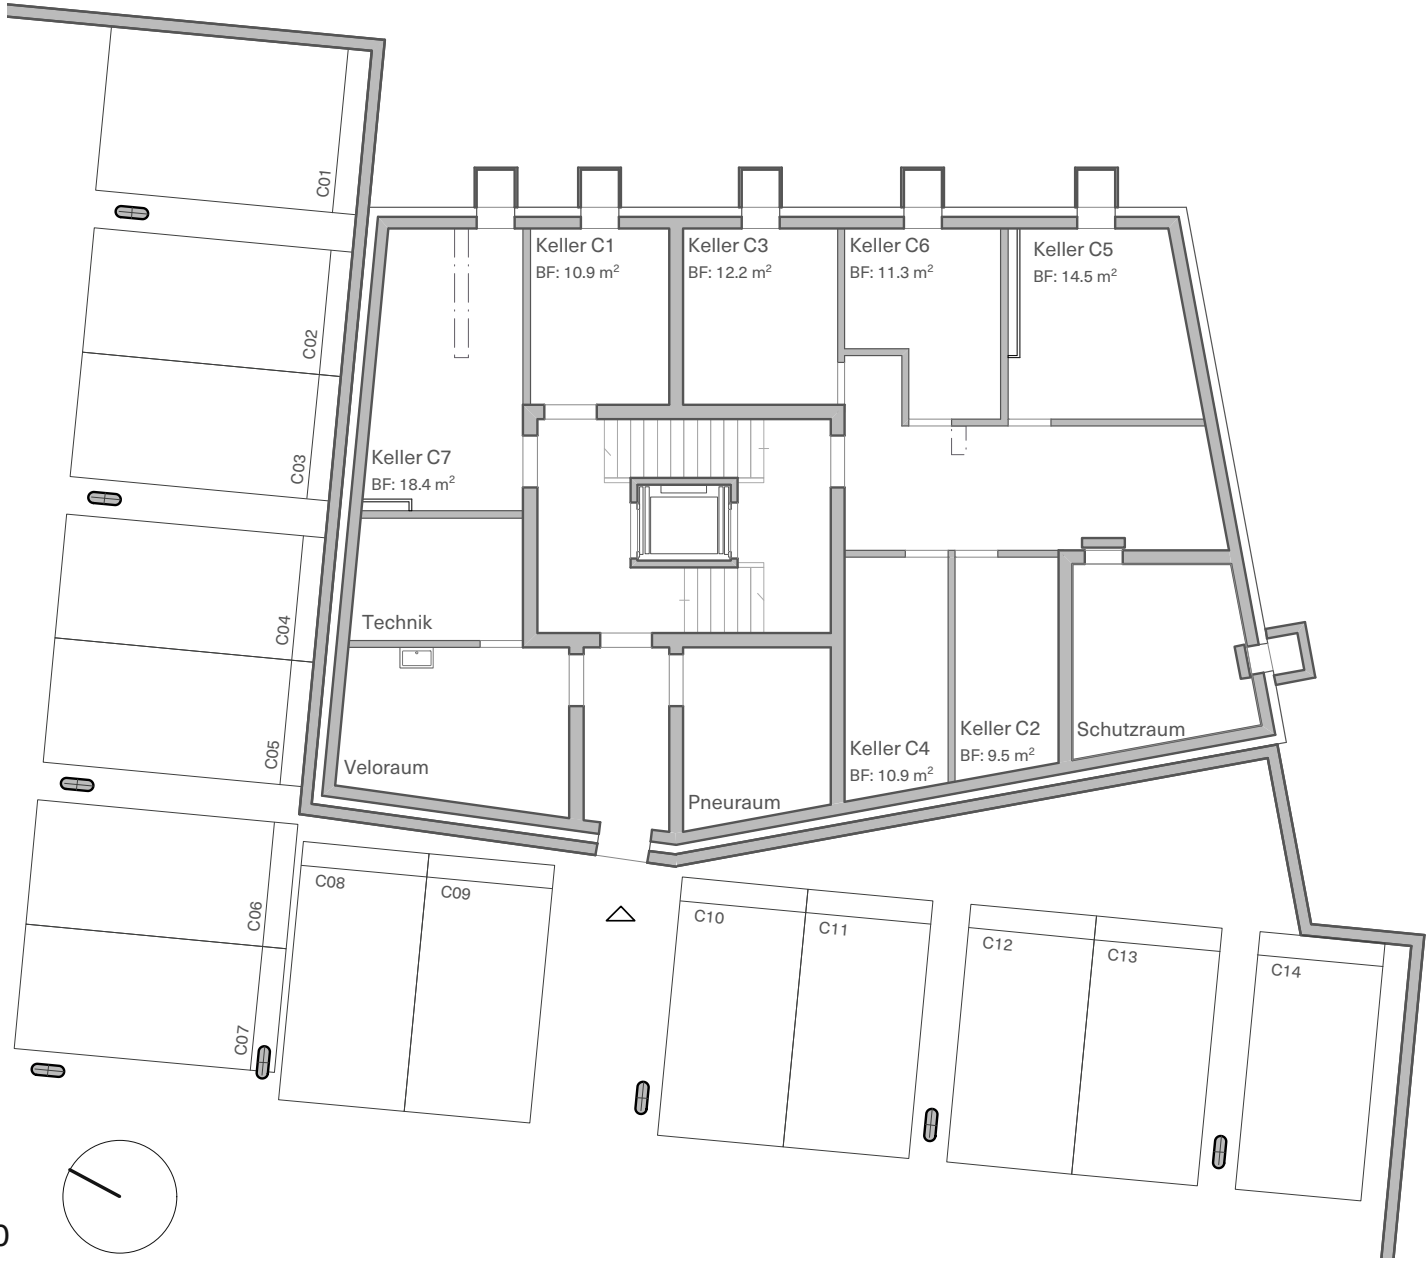 C01
C02
C03
C04
C05
C06
C07
Keller C1
BF: 10.9 m²
Keller C3
BF: 12.2 m²
Keller C6
BF: 11.3 m²
Keller C5
BF: 14.5 m²
Keller C7
BF: 18.4 m²
Technik
Veloraum
Pneuraum
Keller C4
BF: 10.9 m²
Keller C2
BF: 9.5 m²
Schutzraum
C08
C09
C10
C11
C12
C13
C14